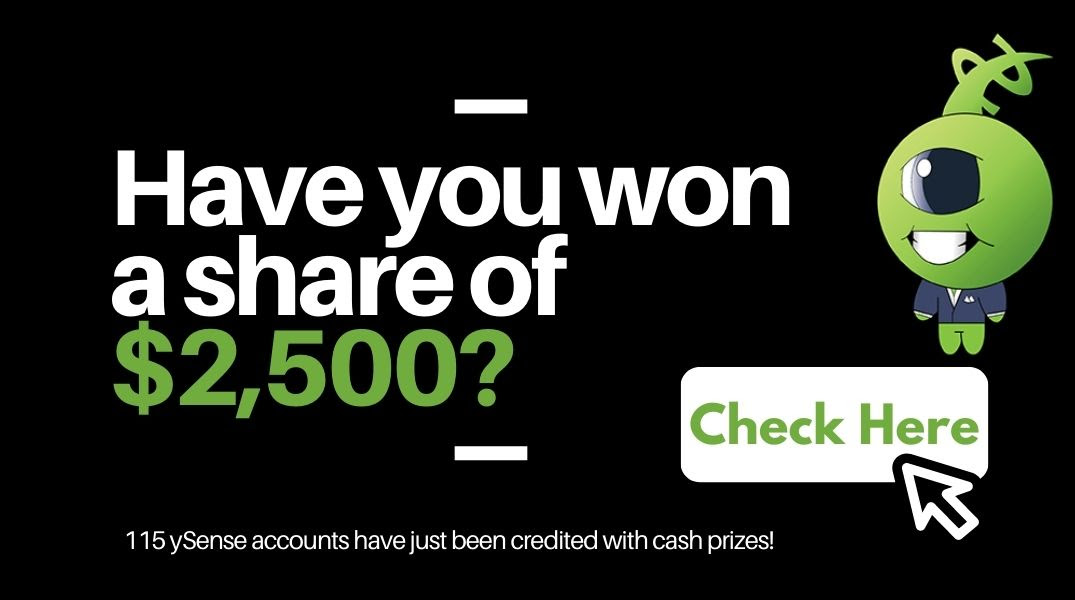 Have you won
a share of
$2,500?
Check Here
115 ySense accounts have just been credited with cash prizes!